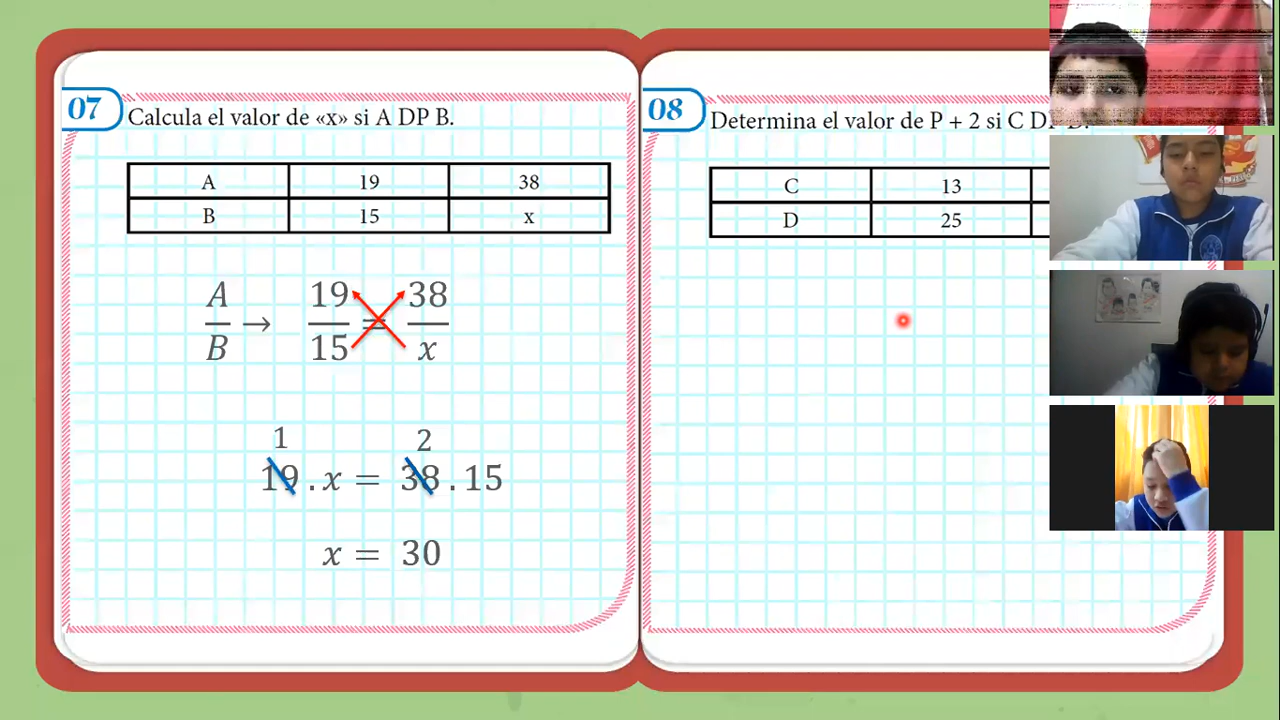 07
Calcula el valor de «x» si A DP B.
A 19 38
B 15 x
A/B → 19/15 = 38/x
1 2
19 . x = 38 . 15
x = 30
08
Determina el valor de P + 2 si C
C 13
D 25